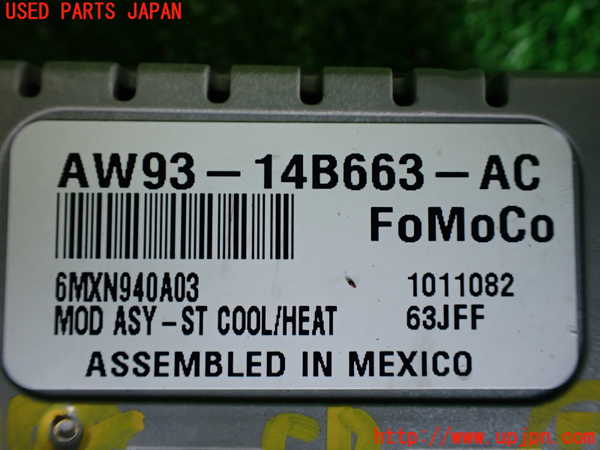 USED PARTS JAPAN
AW93-14B663-AC
FoMoCo
6MXN940A03
1011082
MOD ASY-ST COOL/HEAT
63JFF
ASSEMBLED IN MEXICO
http://www.upjpn.com/